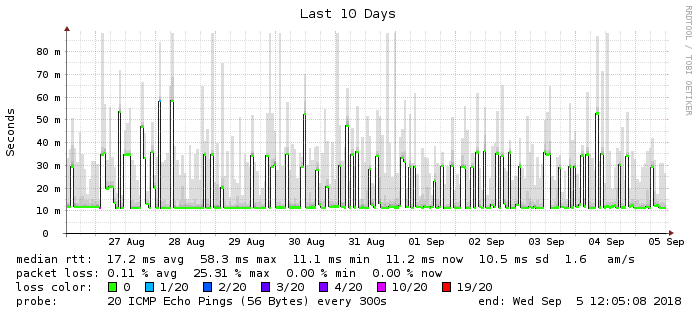 Last 10 Days
RRDTOOL / TOBI OETIKER
Seconds
80 m
70 m
60 m
50 m
40 m
30 m
20 m
10 m
0
27 Aug 28 Aug 29 Aug 30 Aug 31 Aug 01 Sep 02 Sep 03 Sep 04 Sep 05 Sep
median rtt: 17.2 ms avg 58.3 ms max 11.1 ms min 11.2 ms now 10.5 ms sd 1.6 am/s
packet loss: 0.11 % avg 25.31 % max 0.00 % min 0.00 % now
loss color: 0 1/20 2/20 3/20 4/20 10/20 19/20
probe: 20 ICMP Echo Pings (56 Bytes) every 300s end: Wed Sep 5 12:05:08 2018